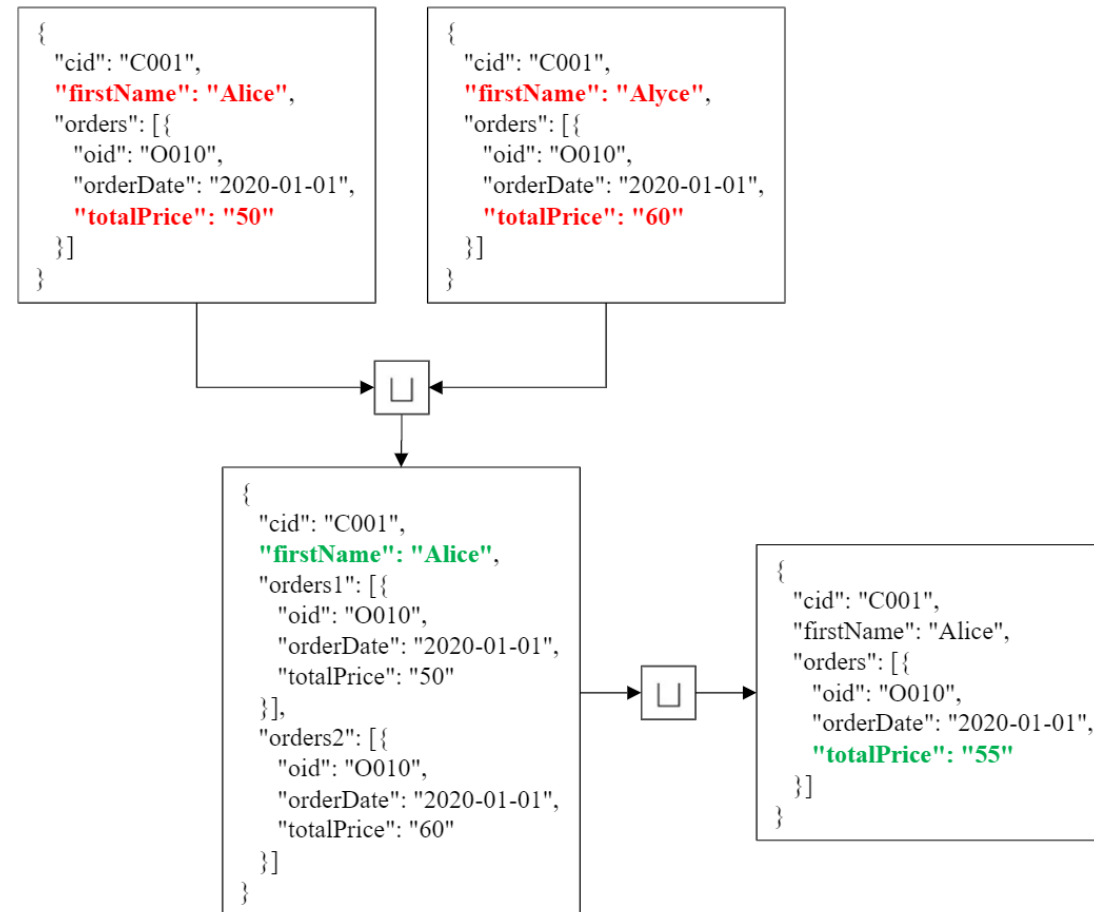 {
"cid": "C001",
"firstName": "Alice",
"orders": [{
"oid": "O010",
"orderDate": "2020-01-01",
"totalPrice": "50"
}]
}
{
"cid": "C001",
"firstName": "Alyce",
"orders": [{
"oid": "O010",
"orderDate": "2020-01-01",
"totalPrice": "60"
}]
}
⊔
{
"cid": "C001",
"firstName": "Alice",
"orders1": [{
"oid": "O010",
"orderDate": "2020-01-01",
"totalPrice": "50"
}],
"orders2": [{
"oid": "O010",
"orderDate": "2020-01-01",
"totalPrice": "60"
}]
}
⊔
{
"cid": "C001",
"firstName": "Alice",
"orders": [{
"oid": "O010",
"orderDate": "2020-01-01",
"totalPrice": "55"
}]
}